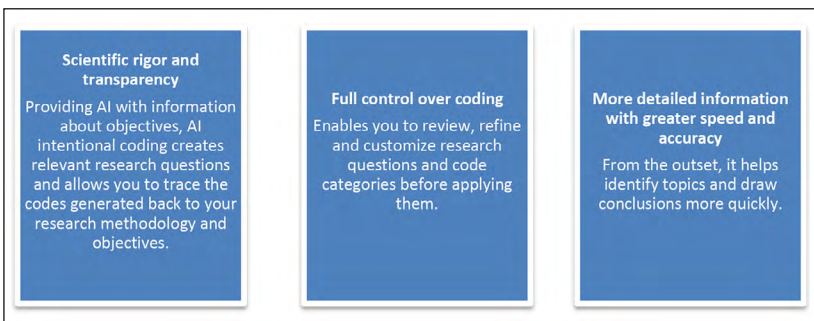 Scientific rigor and
transparency
Providing AI with information
about objectives, AI
intentional coding creates
relevant research questions
and allows you to trace the
codes generated back to your
research methodology and
objectives.
Full control over coding
Enables you to review, refine
and customize research
questions and code
categories before applying
them.
More detailed information
with greater speed and
accuracy
From the outset, it helps
identify topics and draw
conclusions more quickly.